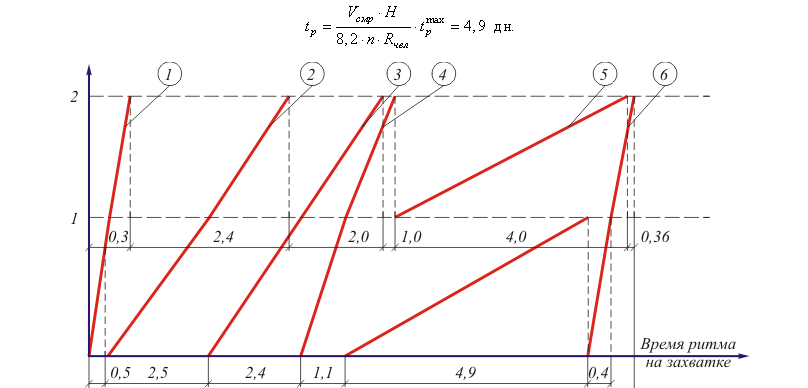 t_p = V_смр · H / 8,2 · n · R_чел · t_p^max = 4,9 дн.
1 2 3 4 5 6
2
1
0,3 2,4 2,0 1,0 4,0 0,36
Время ритма
на захватке
0,5 2,5 2,4 1,1 4,9 0,4